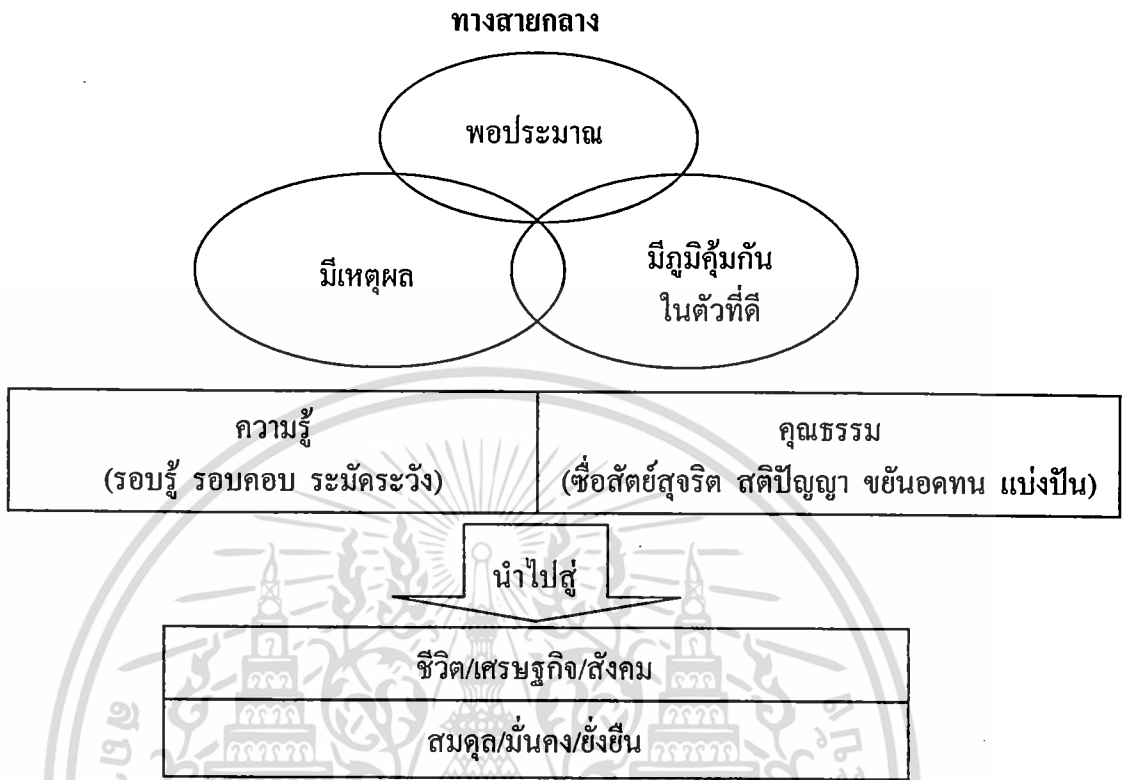 ทางสายกลาง
พอประมาณ
มีเหตุผล
มีภูมิคุ้มกัน
ในตัวที่ดี
ความรู้
(รอบรู้ รอบคอบ ระมัดระวัง)
คุณธรรม
(ซื่อสัตย์สุจริต สติปัญญา ขยันอดทน แบ่งปัน)
นำไปสู่
ชีวิต/เศรษฐกิจ/สังคม
สมดุล/มั่นคง/ยั่งยืน